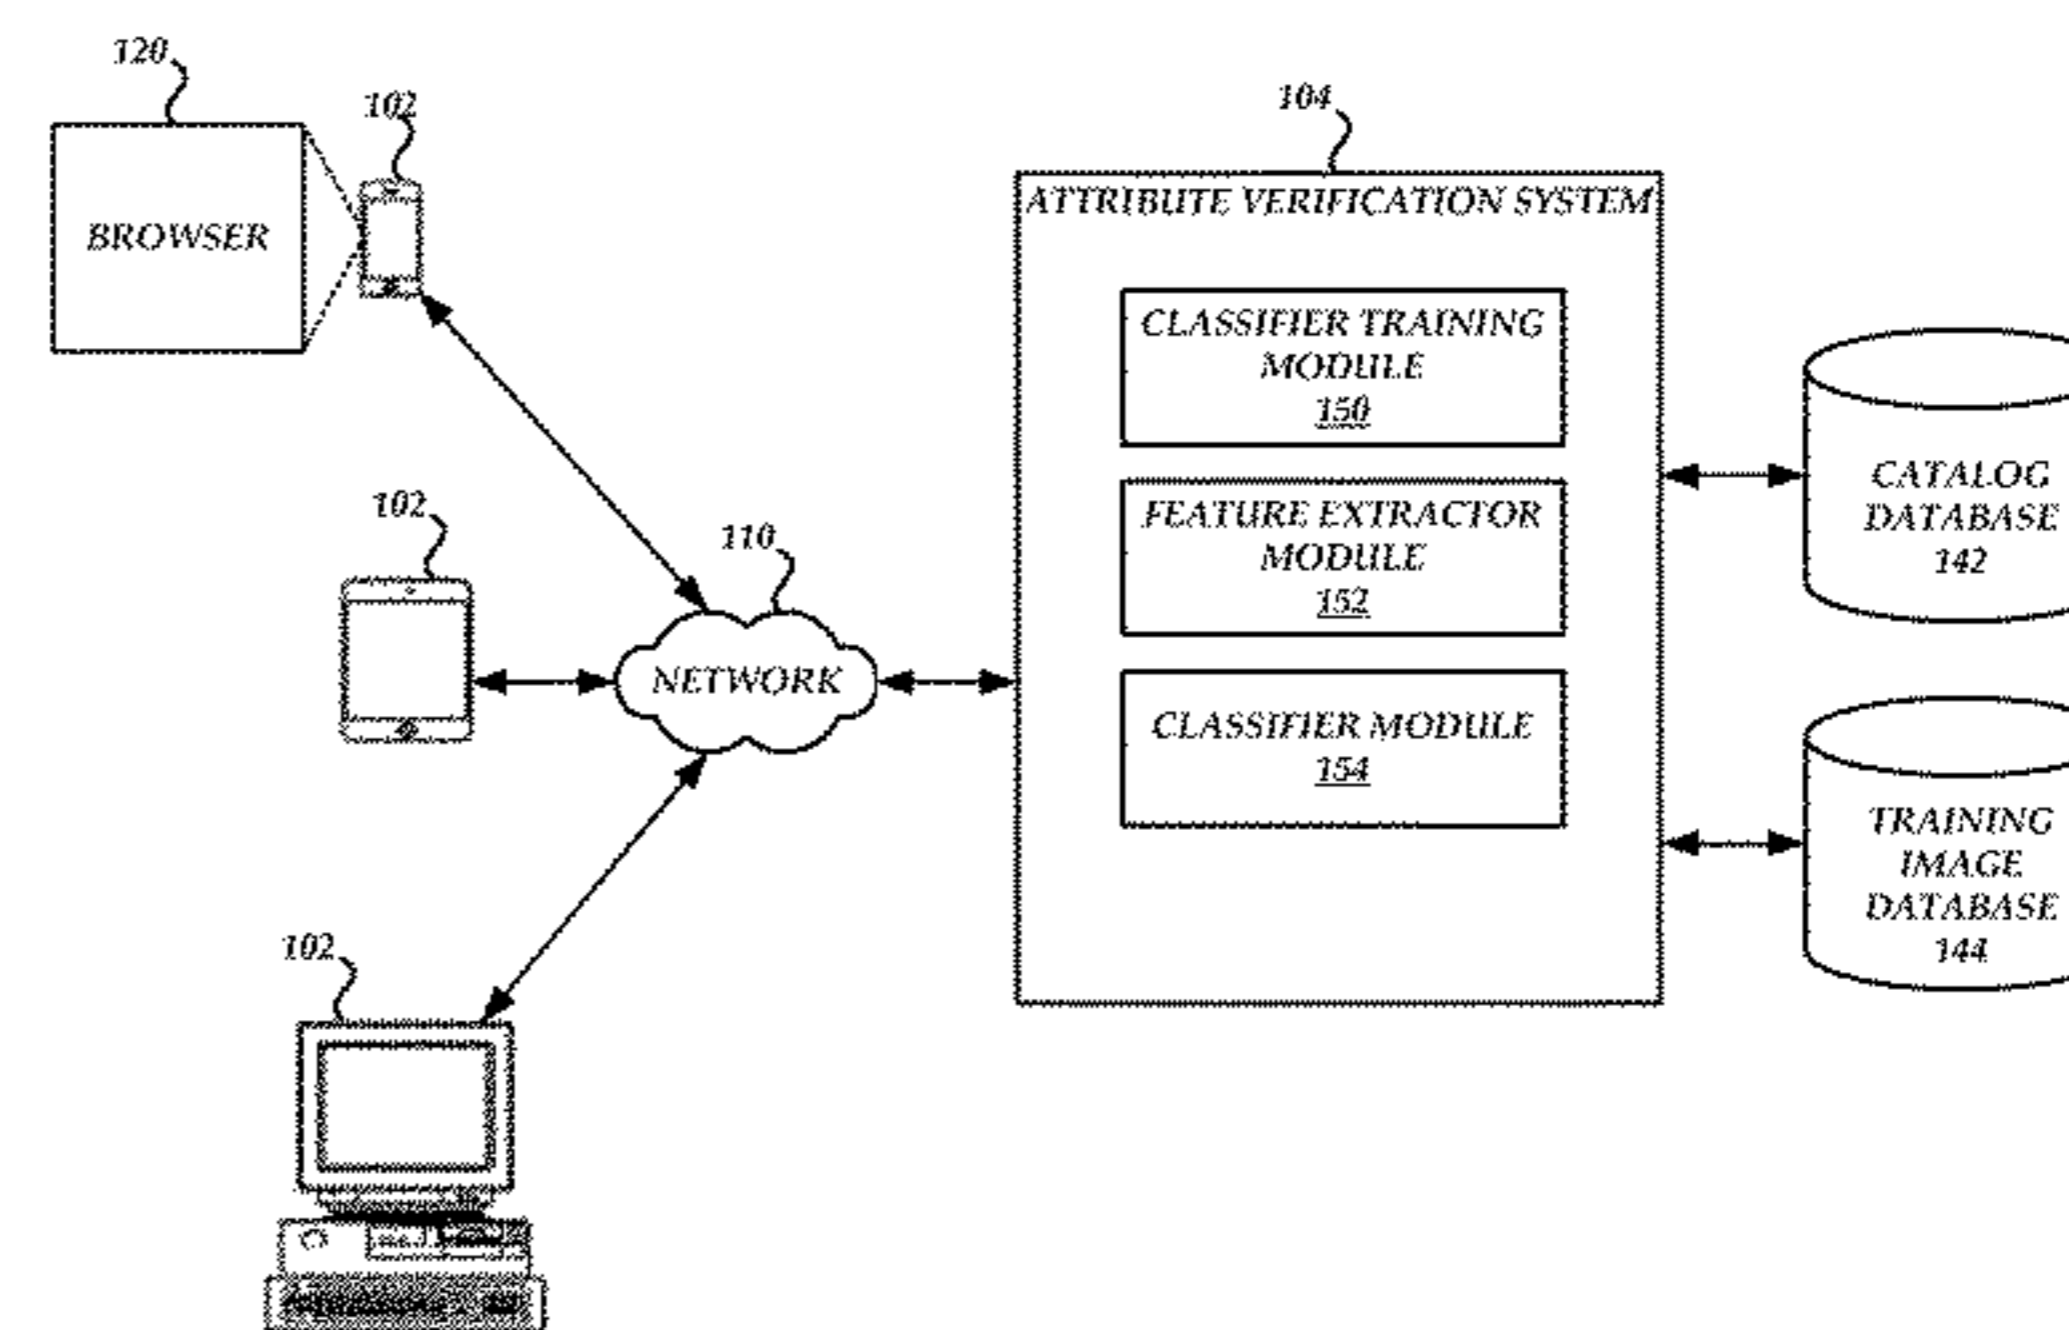 120
102
104
BROWSER
ATTRIBUTE VERIFICATION SYSTEM
CLASSIFIER TRAINING
MODULE
150
FEATURE EXTRACTOR
MODULE
152
CLASSIFIER MODULE
154
CATALOG
DATABASE
142
TRAINING
IMAGE
DATABASE
144
102
110
NETWORK
102